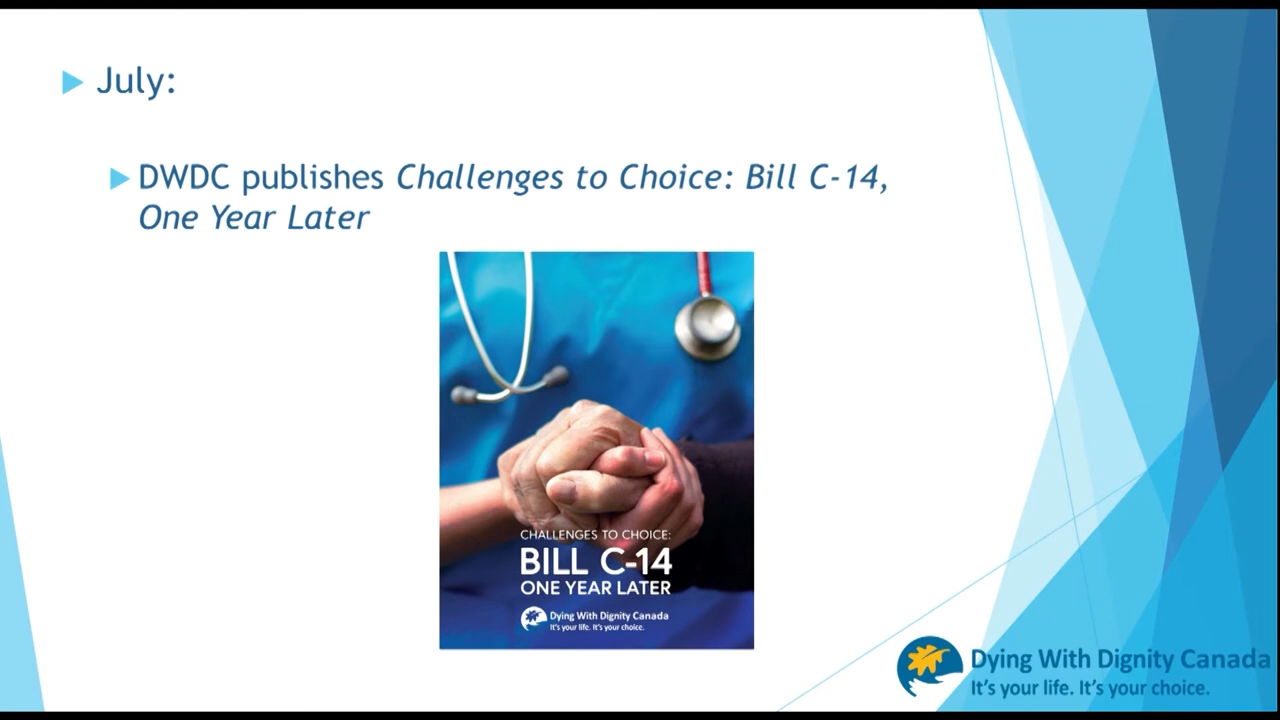 July:
DWDC publishes Challenges to Choice: Bill C-14,
One Year Later
CHALLENGES TO CHOICE:
BILL C-14
ONE YEAR LATER
Dying With Dignity Canada
It's your life. It's your choice.
Dying With Dignity Canada
It's your life. It's your choice.